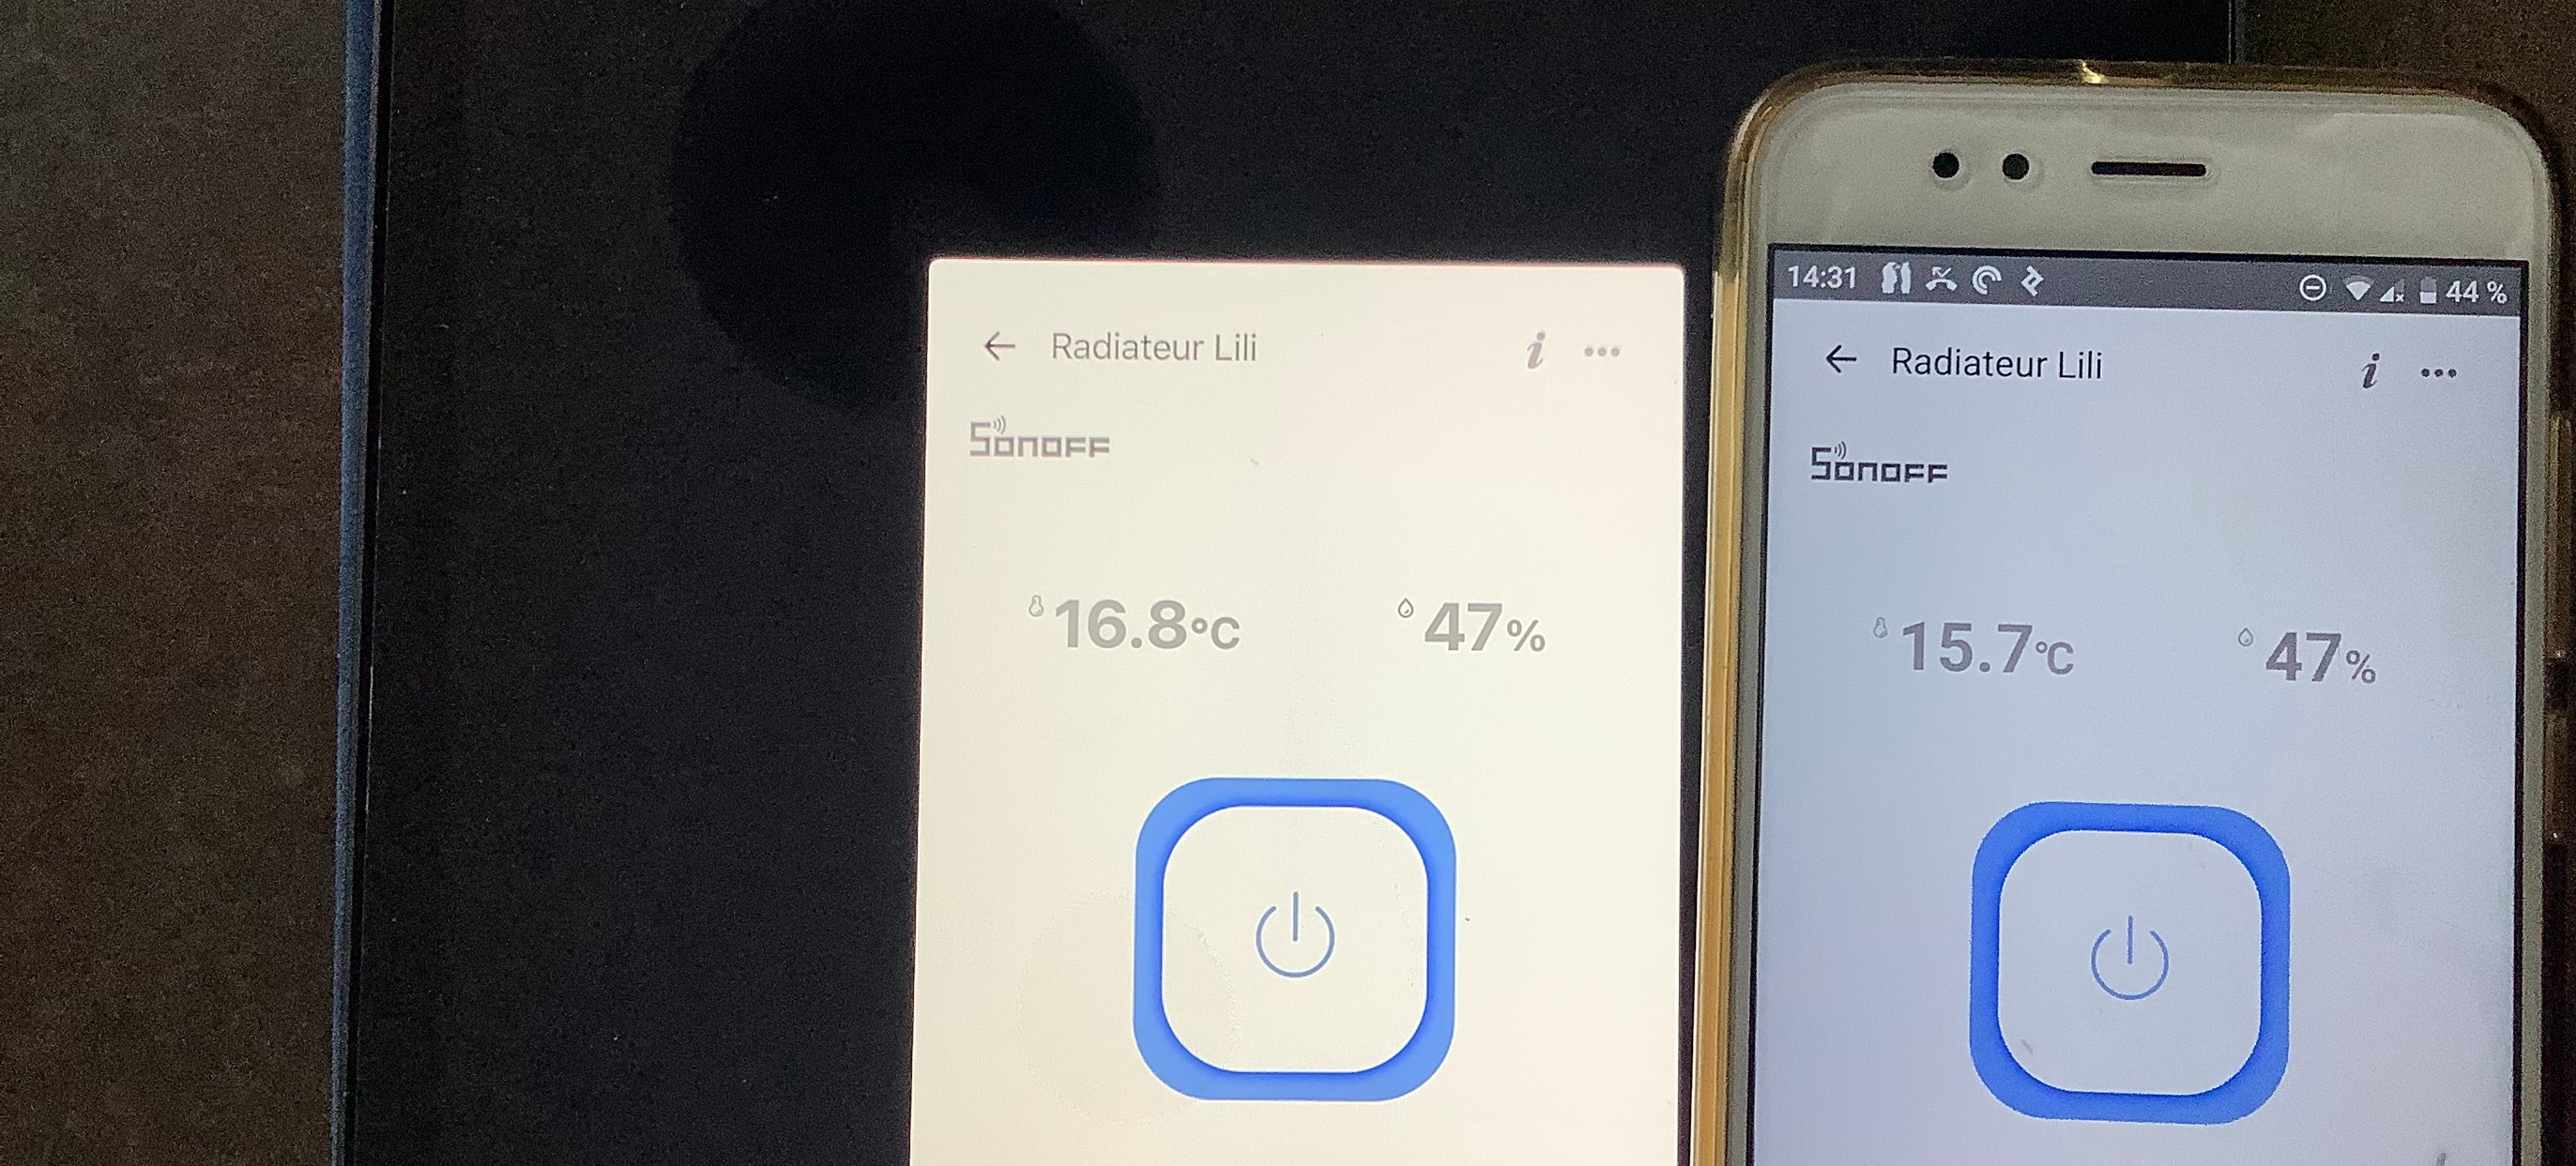 ← Radiateur Lili i •••
SONOFF
16.8°C 47%
14:31 44 %
← Radiateur Lili i •••
SONOFF
15.7°C 47%